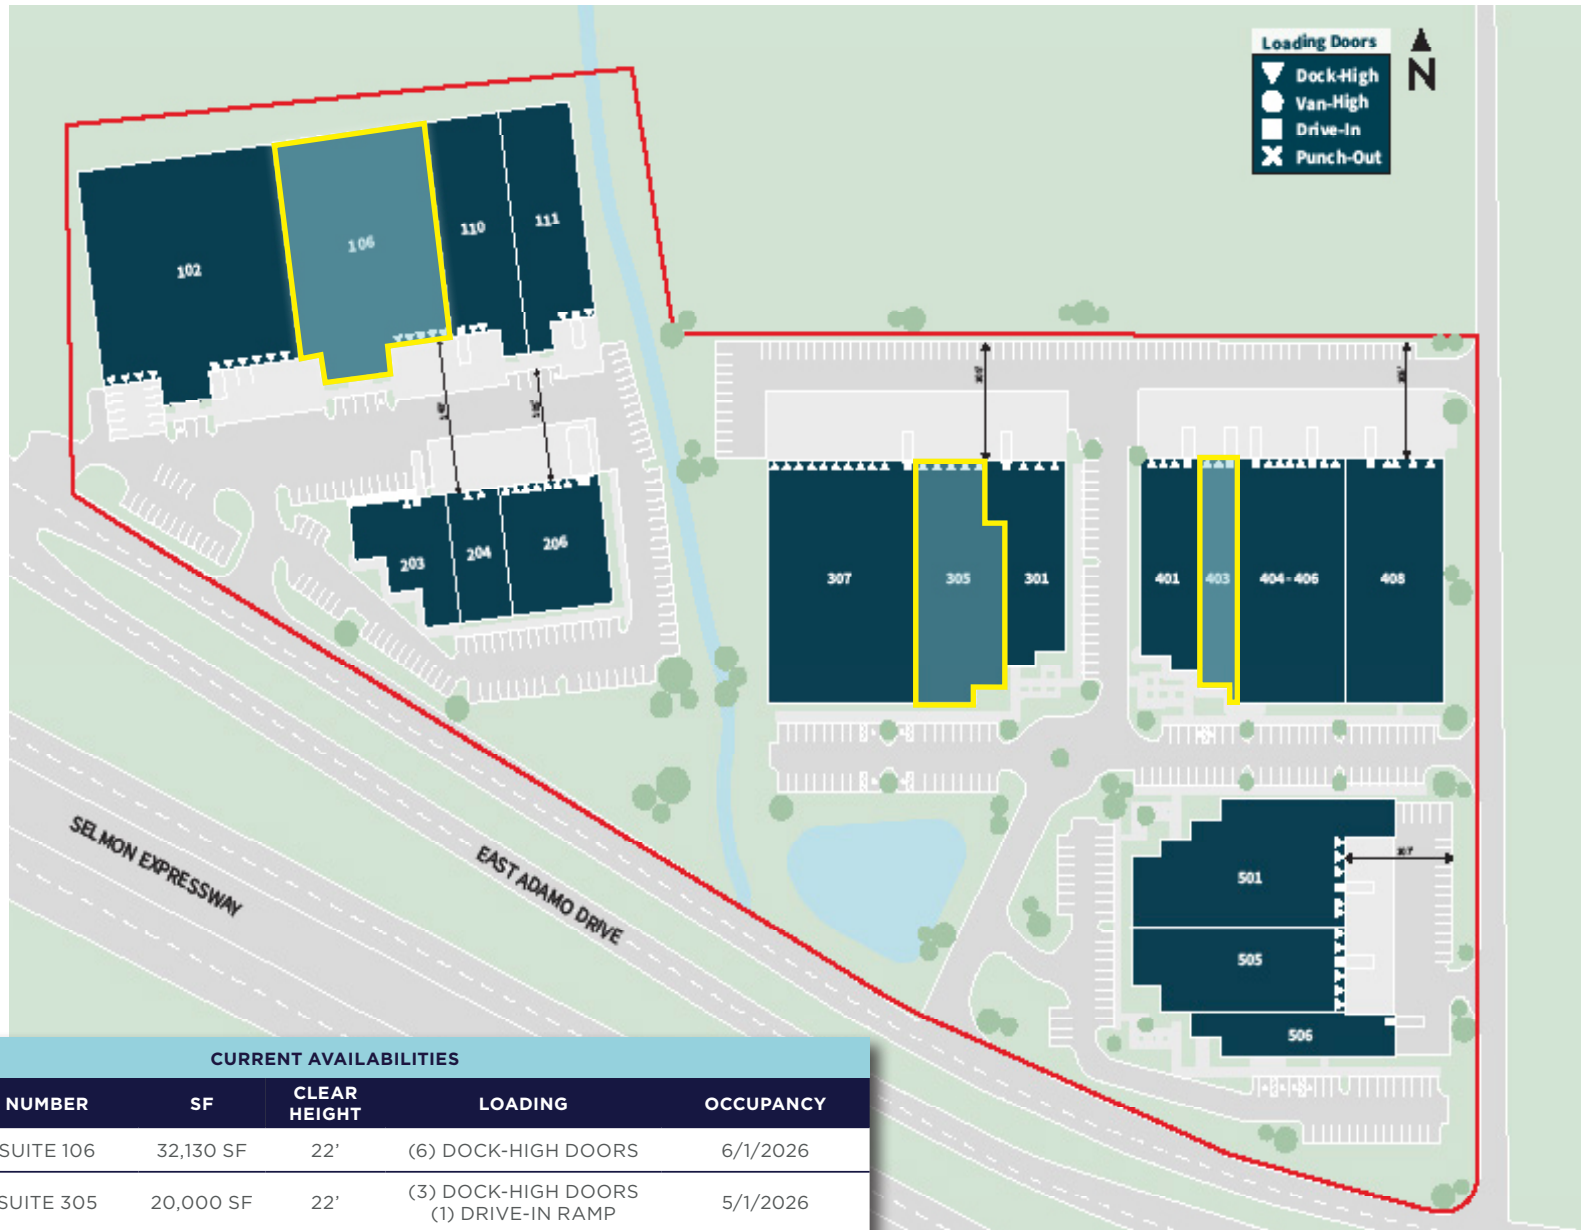 Loading Doors
Dock-High
Van-High
Drive-In
Punch-Out
N
102
106
110
111
203
204
206
307
305
301
401
403
404-406
408
501
505
506
SELMON EXPRESSWAY
EAST ADAMO DRIVE
CURRENT AVAILABILITIES
NUMBER SF CLEAR HEIGHT LOADING OCCUPANCY
SUITE 106 32,130 SF 22’ (6) DOCK-HIGH DOORS 6/1/2026
SUITE 305 20,000 SF 22’ (3) DOCK-HIGH DOORS 5/1/2026
(1) DRIVE-IN RAMP